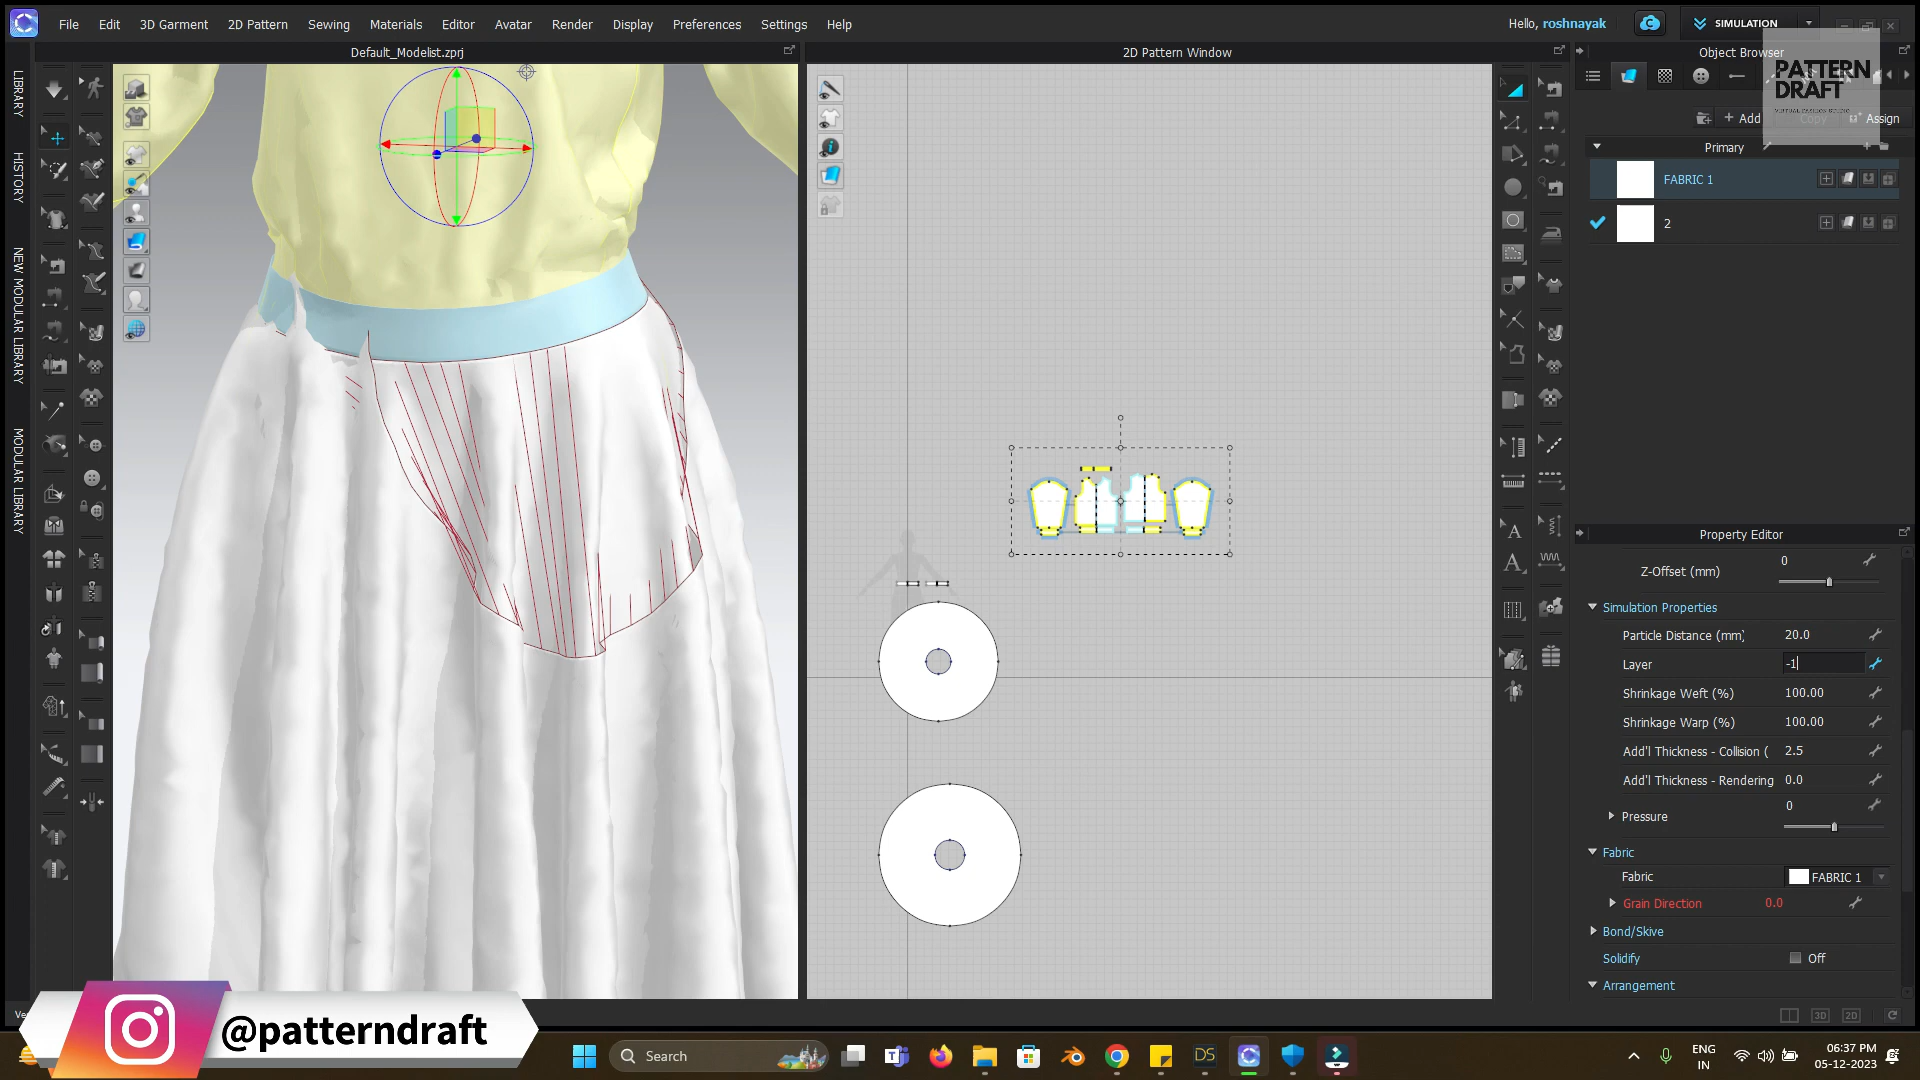 File Edit 3D Garment 2D Pattern Sewing Materials Editor Avatar Render Display Preferences Settings Help
Hello, roshnayak
SIMULATION
Default_Modelist.zprj
2D Pattern Window
Object Browser
PATTERN
DRAFT
+ Add
Copy
Assign
Primary
FABRIC 1
2
LIBRARY
HISTORY
NEW MODULAR LIBRARY
MODULAR LIBRARY
Property Editor
Z-Offset (mm)
0
Simulation Properties
Particle Distance (mm)
20.0
Layer
-1
Shrinkage Weft (%)
100.00
Shrinkage Warp (%)
100.00
Add'l Thickness - Collision (
2.5
Add'l Thickness - Rendering
0.0
Pressure
0
Fabric
Fabric
FABRIC 1
Grain Direction
0.0
Bond/Skive
Solidify
Off
Arrangement
3D
2D
@patterndraft
Search
DS
ENG
IN
06:37 PM
05-12-2023